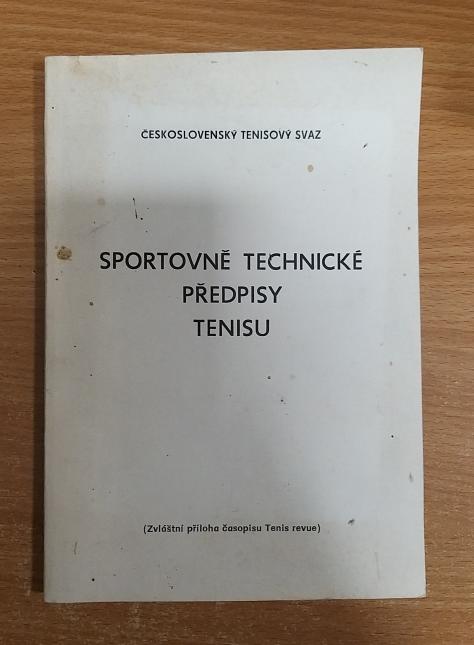 ČESKOSLOVENSKÝ TENISOVÝ SVAZ
SPORTOVNĚ TECHNICKÉ
PŘEDPISY
TENISU
(Zvláštní příloha časopisu Tenis revue)